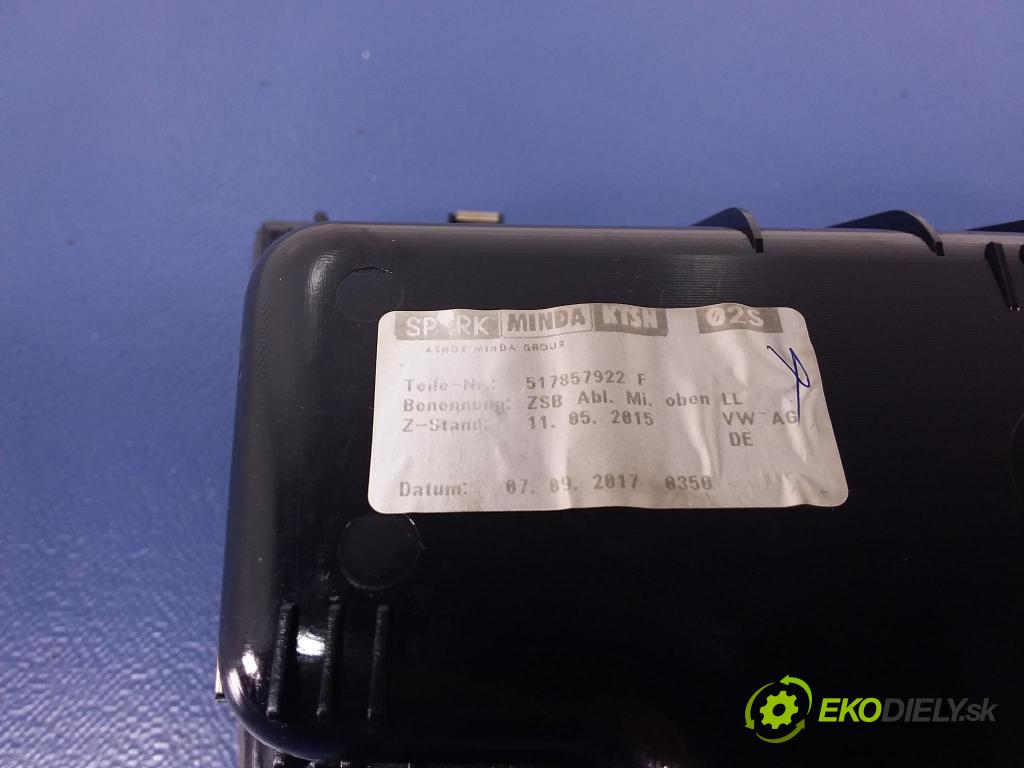 SPARK MINDA KTSN 02S
ASHOK MINDA GROUP
Teile-Nr.: 517857922 F
Benennung: ZSB Abl. Mi. oben LL
Z-Stand: 11. 05. 2015 VW AG
DE
Datum: 07. 09. 2017 0350
EKODIELY.sk